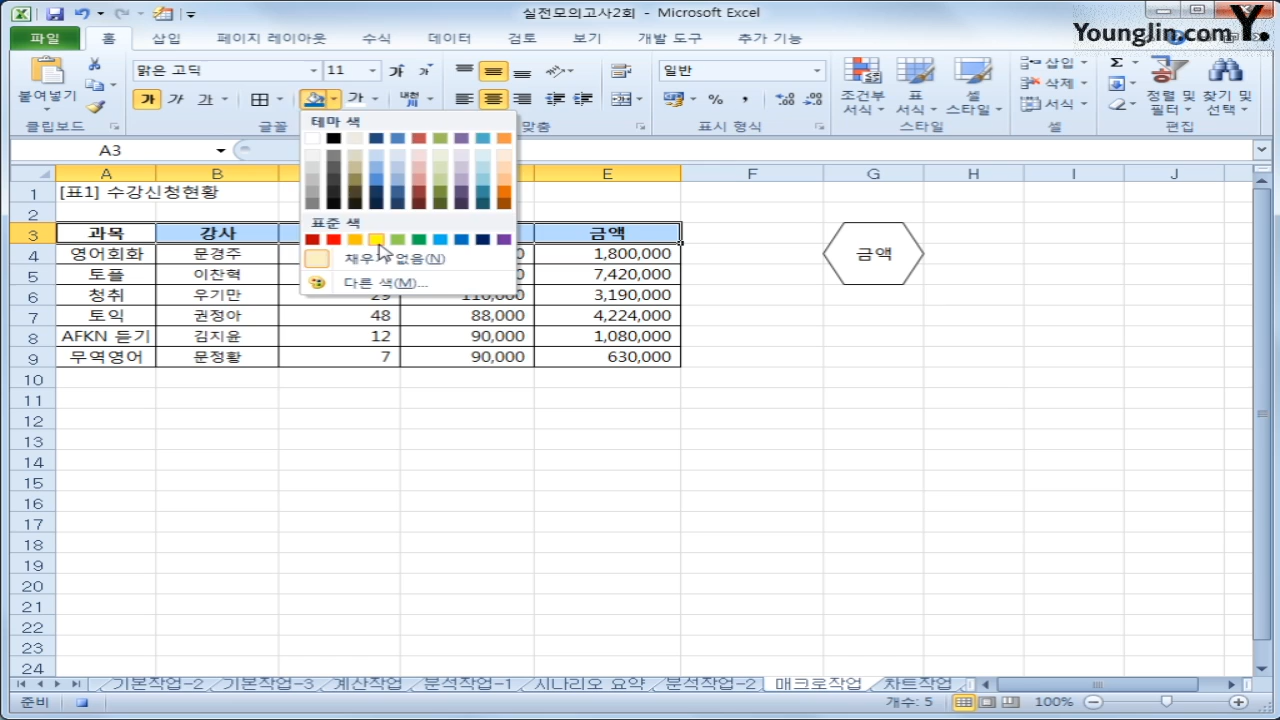 실전모의고사2회 - Microsoft Excel
YoungJin.com Y.
파일 홈 삽입 페이지 레이아웃 수식 데이터 검토 보기 개발 도구 추가 기능
맑은 고딕 11 일반
붙여넣기
가 가 가 가 내천
조건부 서식 표 서식 셀 스타일
삽입 삭제 서식
정렬 및 필터 찾기 및 선택
클립보드 글꼴 맞춤 표시 형식 스타일 셀 편집
A3
테마 색
표준 색
채우기 없음(N)
다른 색(M)...
A B E F G H I J
1 [표1] 수강신청현황
2
3 과목 강사 금액
4 영어회화 문경주 0 1,800,000
5 토플 이찬혁 0 7,420,000
6 청취 우기만 29 110,000 3,190,000
7 토익 권정아 48 88,000 4,224,000
8 AFKN 듣기 김지윤 12 90,000 1,080,000
9 무역영어 문정황 7 90,000 630,000
금액
10
11
12
13
14
15
16
17
18
19
20
21
22
23
24
기본작업-2 기본작업-3 계산작업 분석작업-1 시나리오 요약 분석작업-2 매크로작업 차트작업
준비 개수: 5 100%